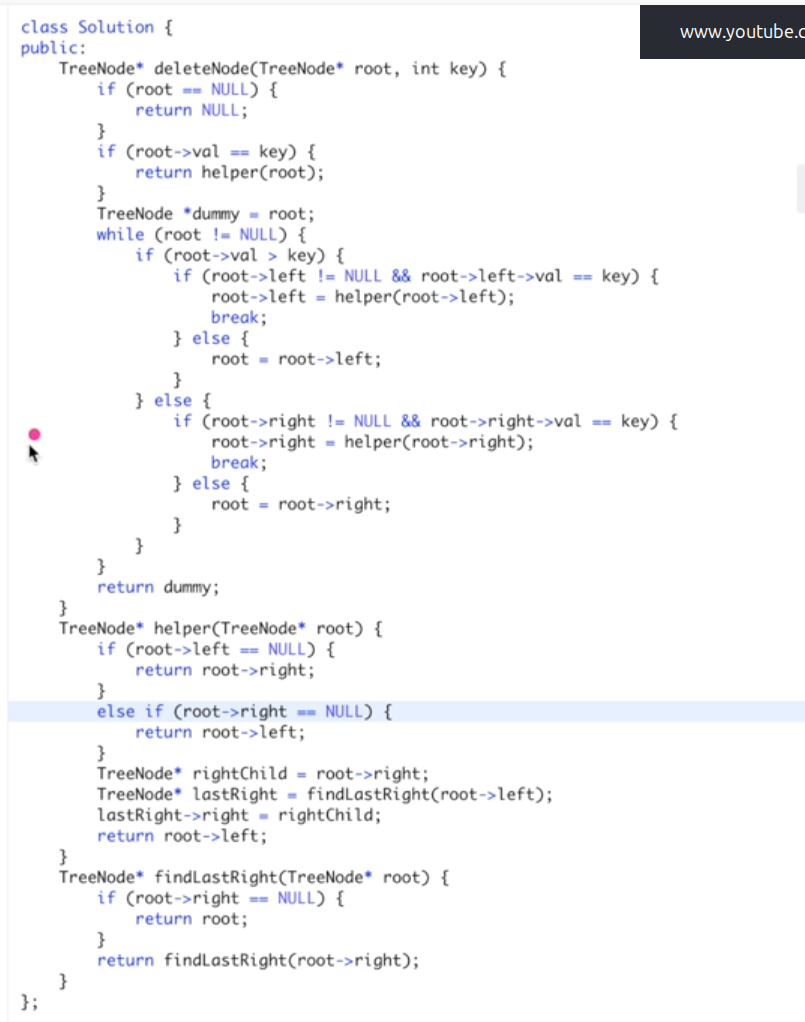 www.youtube.c
class Solution {
public:
    TreeNode* deleteNode(TreeNode* root, int key) {
        if (root == NULL) {
            return NULL;
        }
        if (root->val == key) {
            return helper(root);
        }
        TreeNode *dummy = root;
        while (root != NULL) {
            if (root->val > key) {
                if (root->left != NULL && root->left->val == key) {
                    root->left = helper(root->left);
                    break;
                } else {
                    root = root->left;
                }
            } else {
                if (root->right != NULL && root->right->val == key) {
                    root->right = helper(root->right);
                    break;
                } else {
                    root = root->right;
                }
            }
        }
        return dummy;
    }
    TreeNode* helper(TreeNode* root) {
        if (root->left == NULL) {
            return root->right;
        }
        else if (root->right == NULL) {
            return root->left;
        }
        TreeNode* rightChild = root->right;
        TreeNode* lastRight = findLastRight(root->left);
        lastRight->right = rightChild;
        return root->left;
    }
    TreeNode* findLastRight(TreeNode* root) {
        if (root->right == NULL) {
            return root;
        }
        return findLastRight(root->right);
    }
};